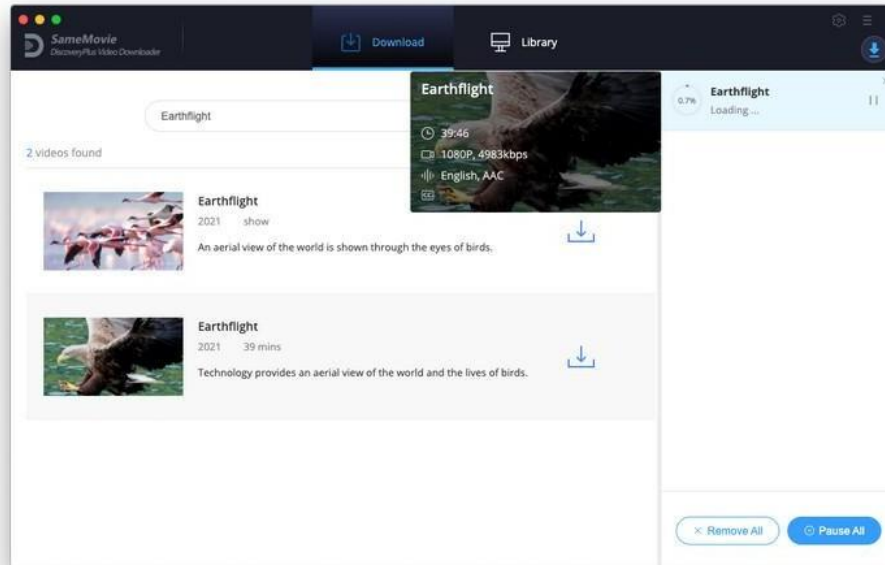 SameMovie
DiscoveryPlus Video Downloader
Download
Library
Earthflight
2 videos found
Earthflight
39:46
1080P, 4983kbps
English, AAC
CC
0.7%
Earthflight
Loading ...
Earthflight
2021 show
An aerial view of the world is shown through the eyes of birds.
Earthflight
2021 39 mins
Technology provides an aerial view of the world and the lives of birds.
Remove All
Pause All